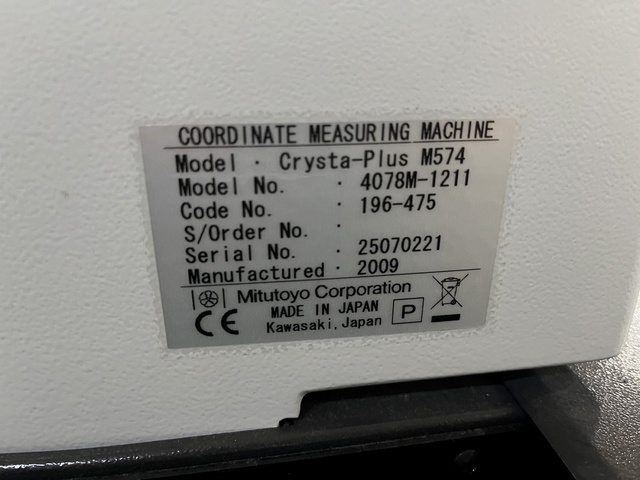 COORDINATE MEASURING MACHINE
Model · Crysta-Plus M574
Model No. · 4078M-1211
Code No. · 196-475
S/Order No. ·
Serial No. · 25070221
Manufactured · 2009
Mitutoyo Corporation
MADE IN JAPAN
Kawasaki, Japan
CE
P